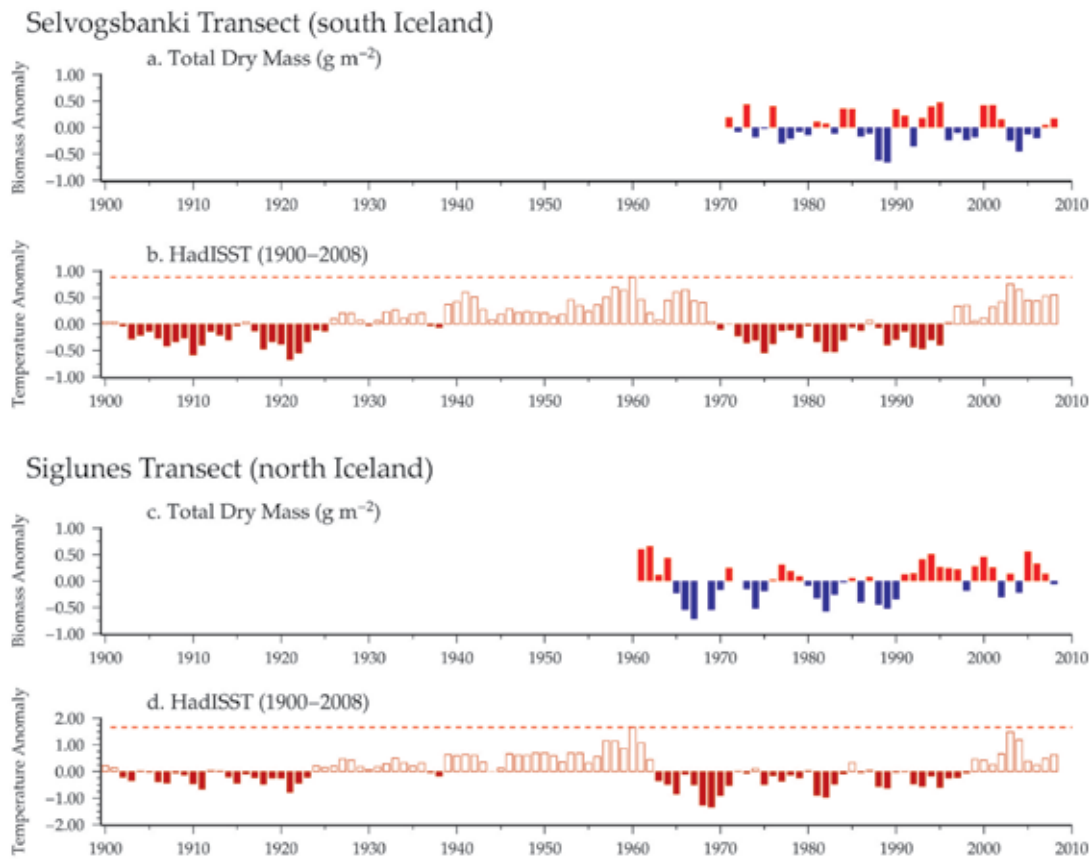 Selvogsbanki Transect (south Iceland)
a. Total Dry Mass (g m⁻²)
Biomass Anomaly
1.00
0.50
0.00
−0.50
−1.00
1900 1910 1920 1930 1940 1950 1960 1970 1980 1990 2000 2010
b. HadISST (1900–2008)
Temperature Anomaly
1.00
0.50
0.00
−0.50
−1.00
1900 1910 1920 1930 1940 1950 1960 1970 1980 1990 2000 2010
Siglunes Transect (north Iceland)
c. Total Dry Mass (g m⁻²)
Biomass Anomaly
1.00
0.50
0.00
−0.50
−1.00
1900 1910 1920 1930 1940 1950 1960 1970 1980 1990 2000 2010
d. HadISST (1900–2008)
Temperature Anomaly
2.00
1.00
0.00
−1.00
−2.00
1900 1910 1920 1930 1940 1950 1960 1970 1980 1990 2000 2010